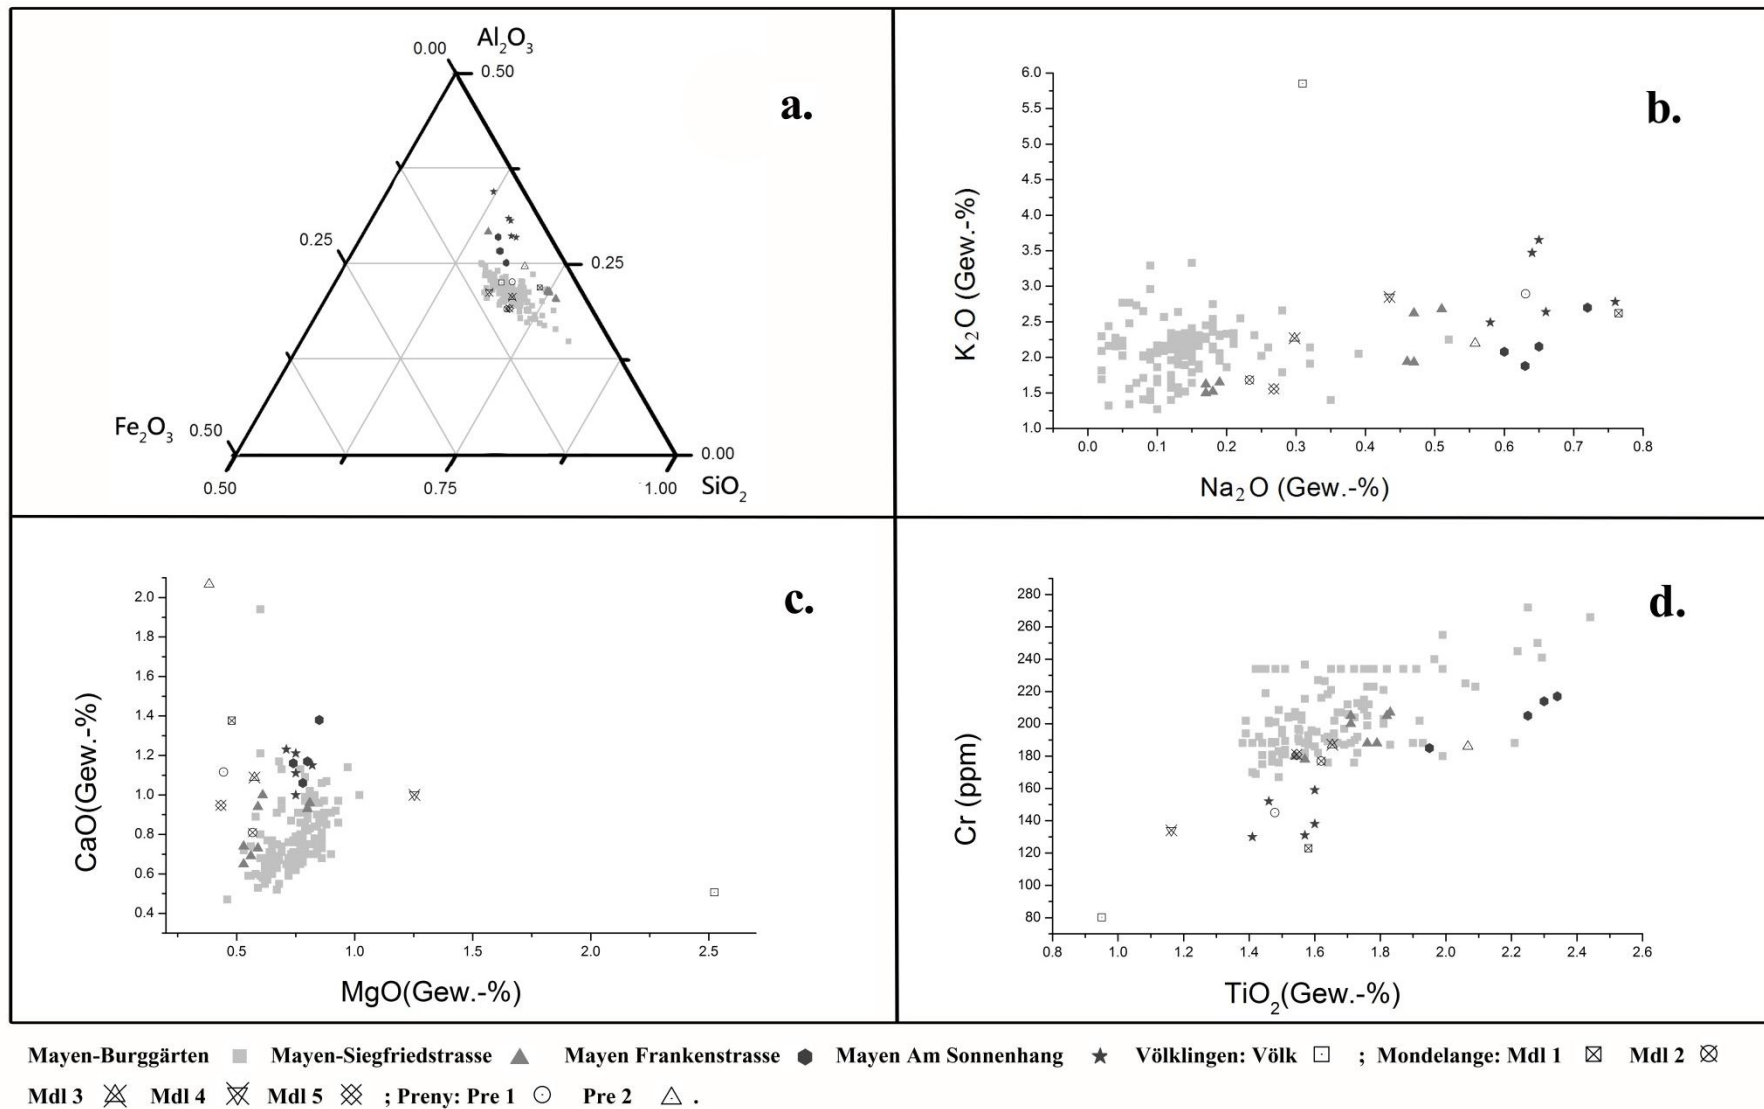 a.
Al₂O₃
0.00
0.50
0.25
0.25
Fe₂O₃
0.50
0.00
0.50
0.75
1.00
SiO₂
b.
K₂O (Gew.-%)
6.0
5.5
5.0
4.5
4.0
3.5
3.0
2.5
2.0
1.5
1.0
0.0 0.1 0.2 0.3 0.4 0.5 0.6 0.7 0.8
Na₂O (Gew.-%)
c.
CaO(Gew.-%)
2.0
1.8
1.6
1.4
1.2
1.0
0.8
0.6
0.4
0.5 1.0 1.5 2.0 2.5
MgO(Gew.-%)
d.
Cr (ppm)
280
260
240
220
200
180
160
140
120
100
80
0.8 1.0 1.2 1.4 1.6 1.8 2.0 2.2 2.4 2.6
TiO₂(Gew.-%)
Mayen-Burggärten Mayen-Siegfriedstrasse Mayen Frankenstrasse Mayen Am Sonnenhang Völklingen: Völk ; Mondelange: Mdl 1 Mdl 2
Mdl 3 Mdl 4 Mdl 5 ; Preny: Pre 1 Pre 2 .